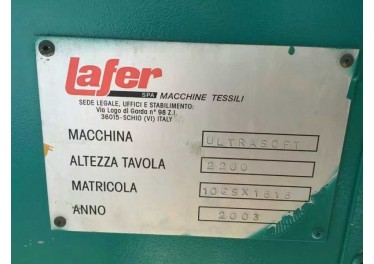 Lafer
SPA MACCHINE TESSILI
SEDE LEGALE, UFFICI E STABILIMENTO:
Via Lago di Garda n° 98 Z.I.
36015-SCHIO (VI) ITALY
MACCHINA ULTRASOFT
ALTEZZA TAVOLA 2200
MATRICOLA
ANNO 2003